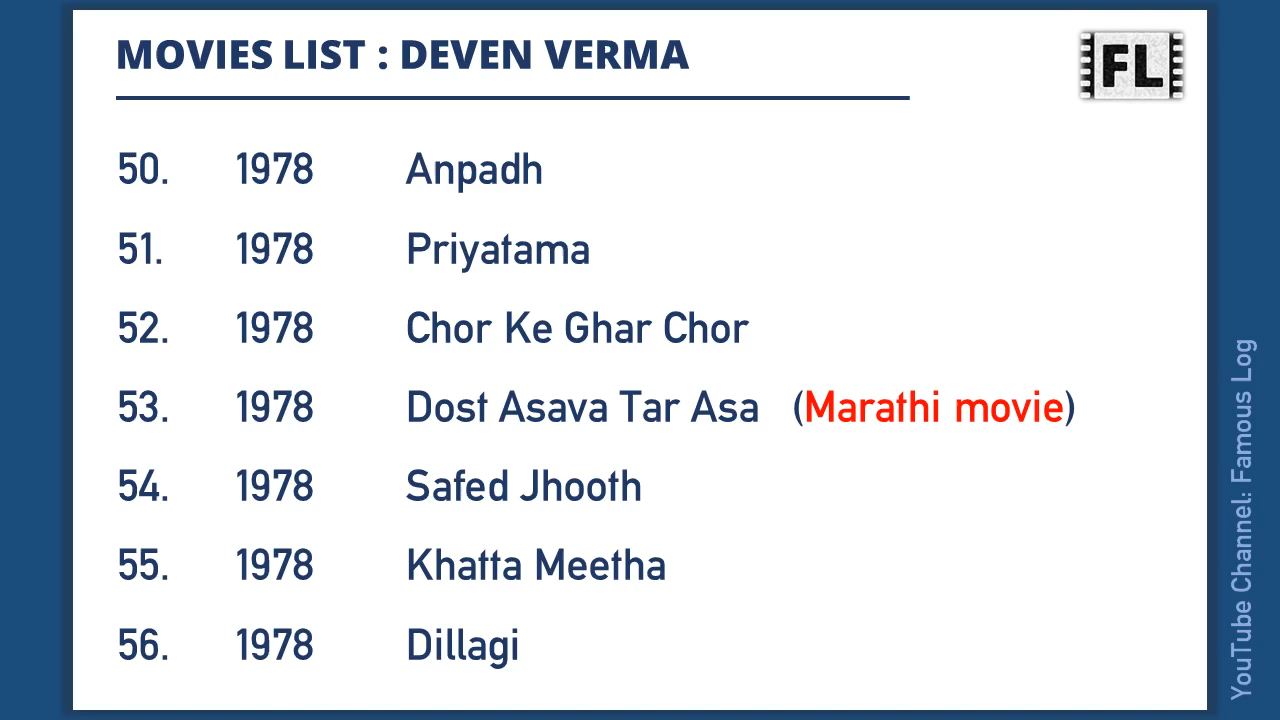 MOVIES LIST : DEVEN VERMA
FL
50. 1978 Anpadh
51. 1978 Priyatama
52. 1978 Chor Ke Ghar Chor
53. 1978 Dost Asava Tar Asa (Marathi movie)
54. 1978 Safed Jhooth
55. 1978 Khatta Meetha
56. 1978 Dillagi
YouTube Channel: Famous Log